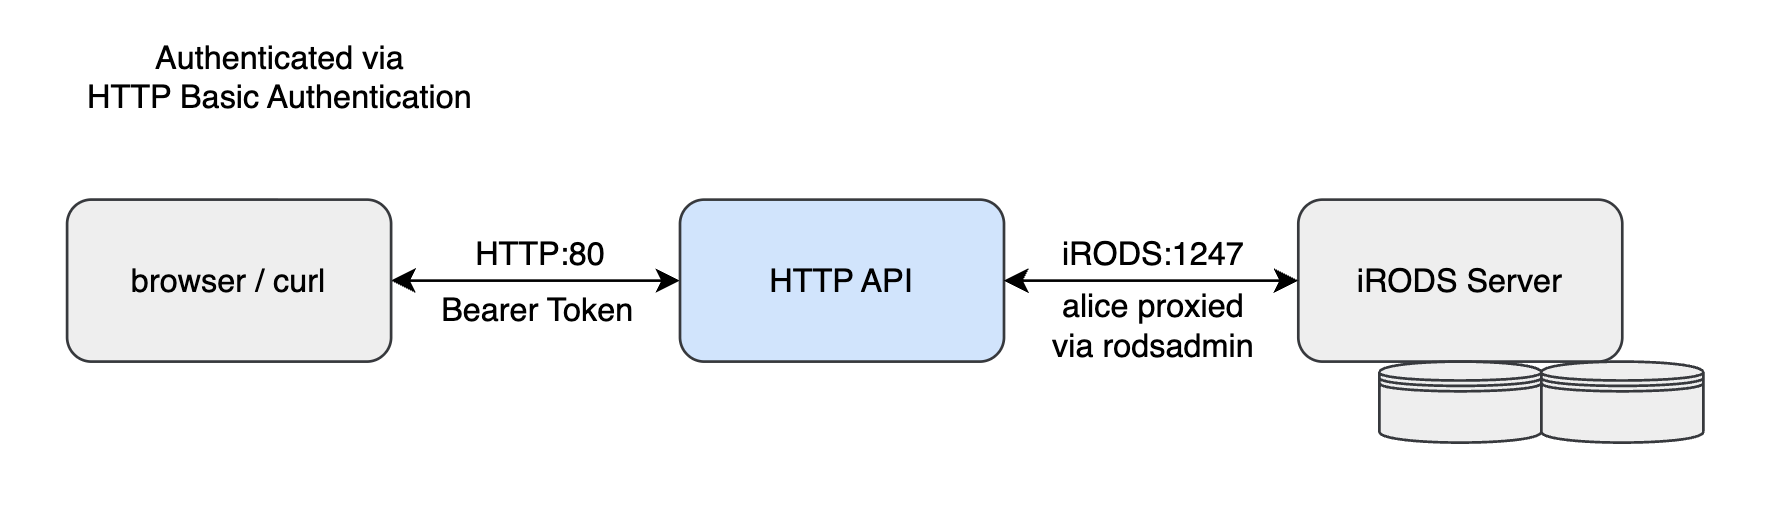 Authenticated via
HTTP Basic Authentication
browser / curl
HTTP:80
Bearer Token
HTTP API
iRODS:1247
alice proxied
via rodsadmin
iRODS Server